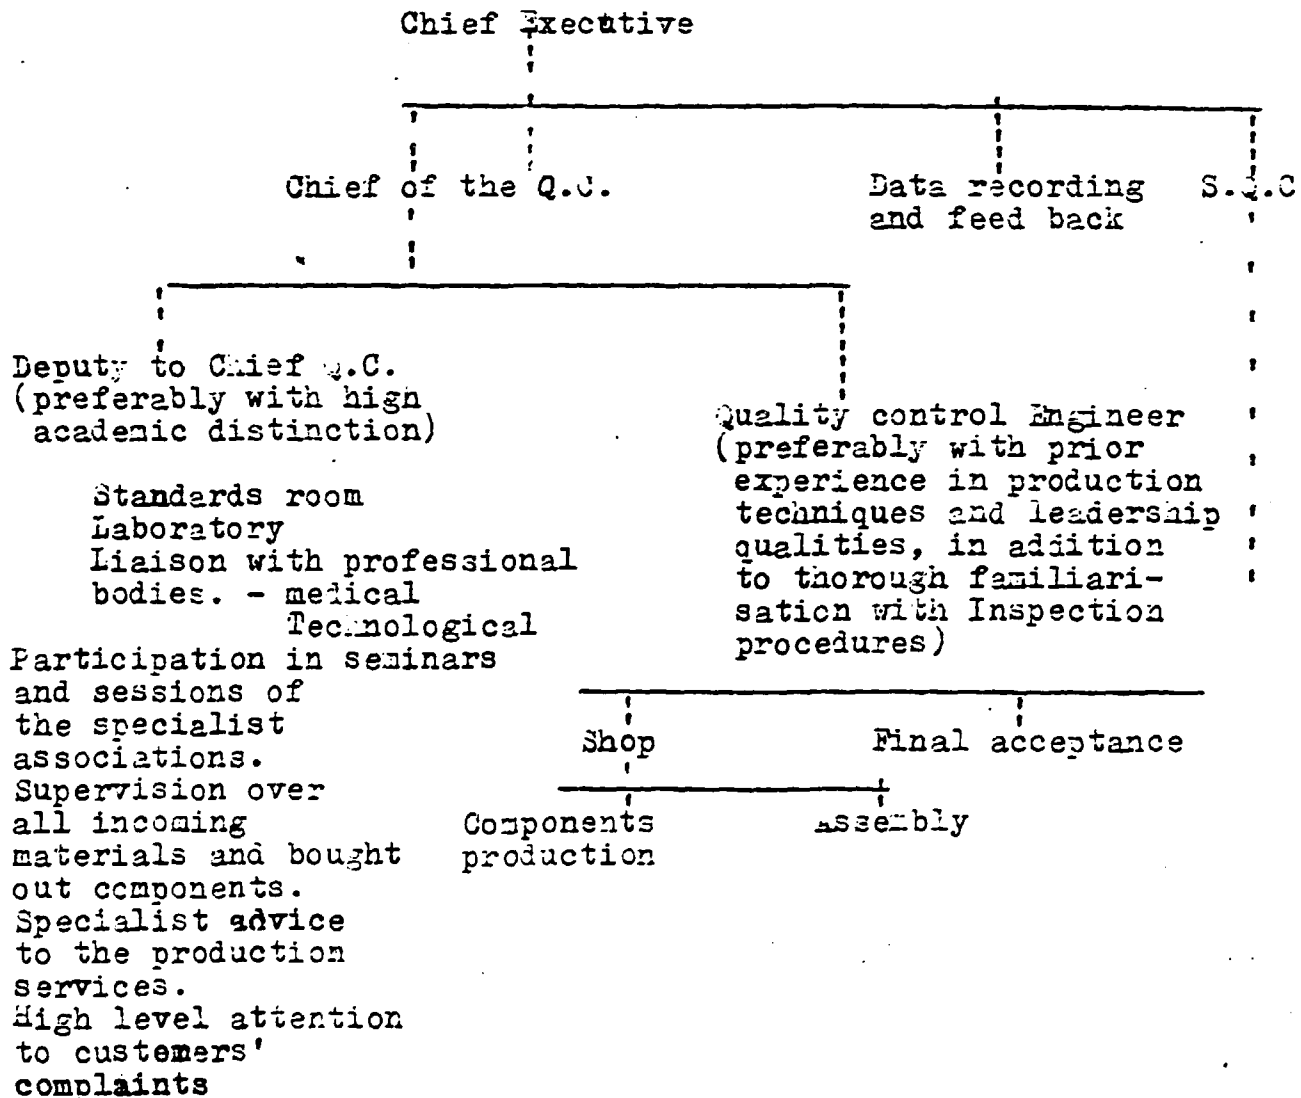 Chief Executive
Chief of the Q.C.
Data recording
and feed back
S.Q.C
Deputy to Chief Q.C.
(preferably with high
academic distinction)
Standards room
Laboratory
Liaison with professional
bodies. - medical
Technological
Participation in seminars
and sessions of
the specialist
associations.
Supervision over
all incoming
materials and bought
out components.
Specialist advice
to the production
services.
High level attention
to customers'
complaints
Quality control Engineer
(preferably with prior
experience in production
techniques and leadership
qualities, in addition
to thorough familiari-
sation with Inspection
procedures)
Shop
Final acceptance
Components
production
Assembly